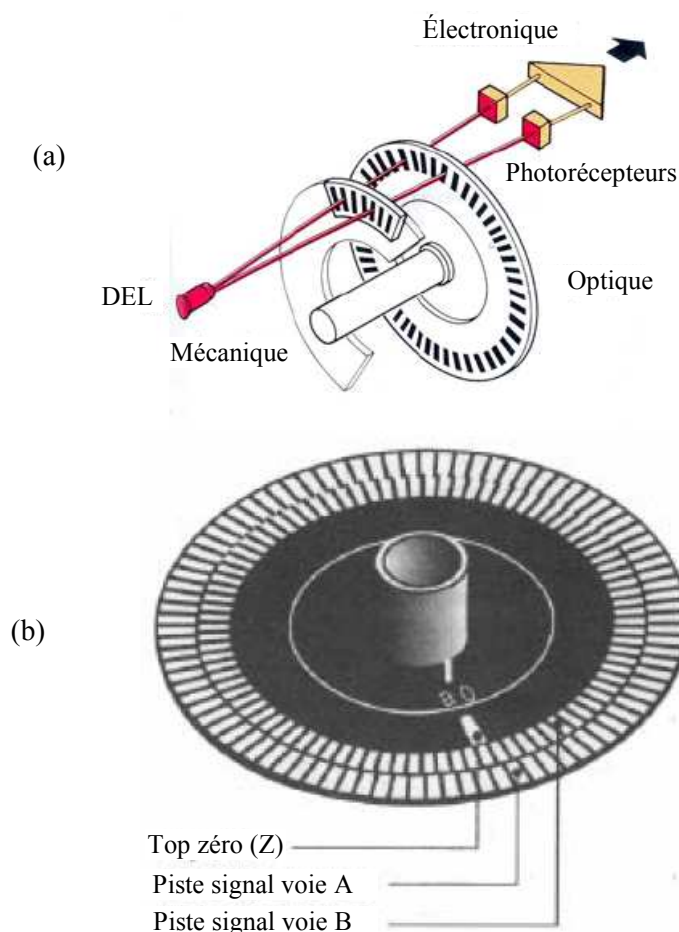 Électronique
(a)
Photorécepteurs
DEL
Optique
Mécanique
(b)
Top zéro (Z)
Piste signal voie A
Piste signal voie B